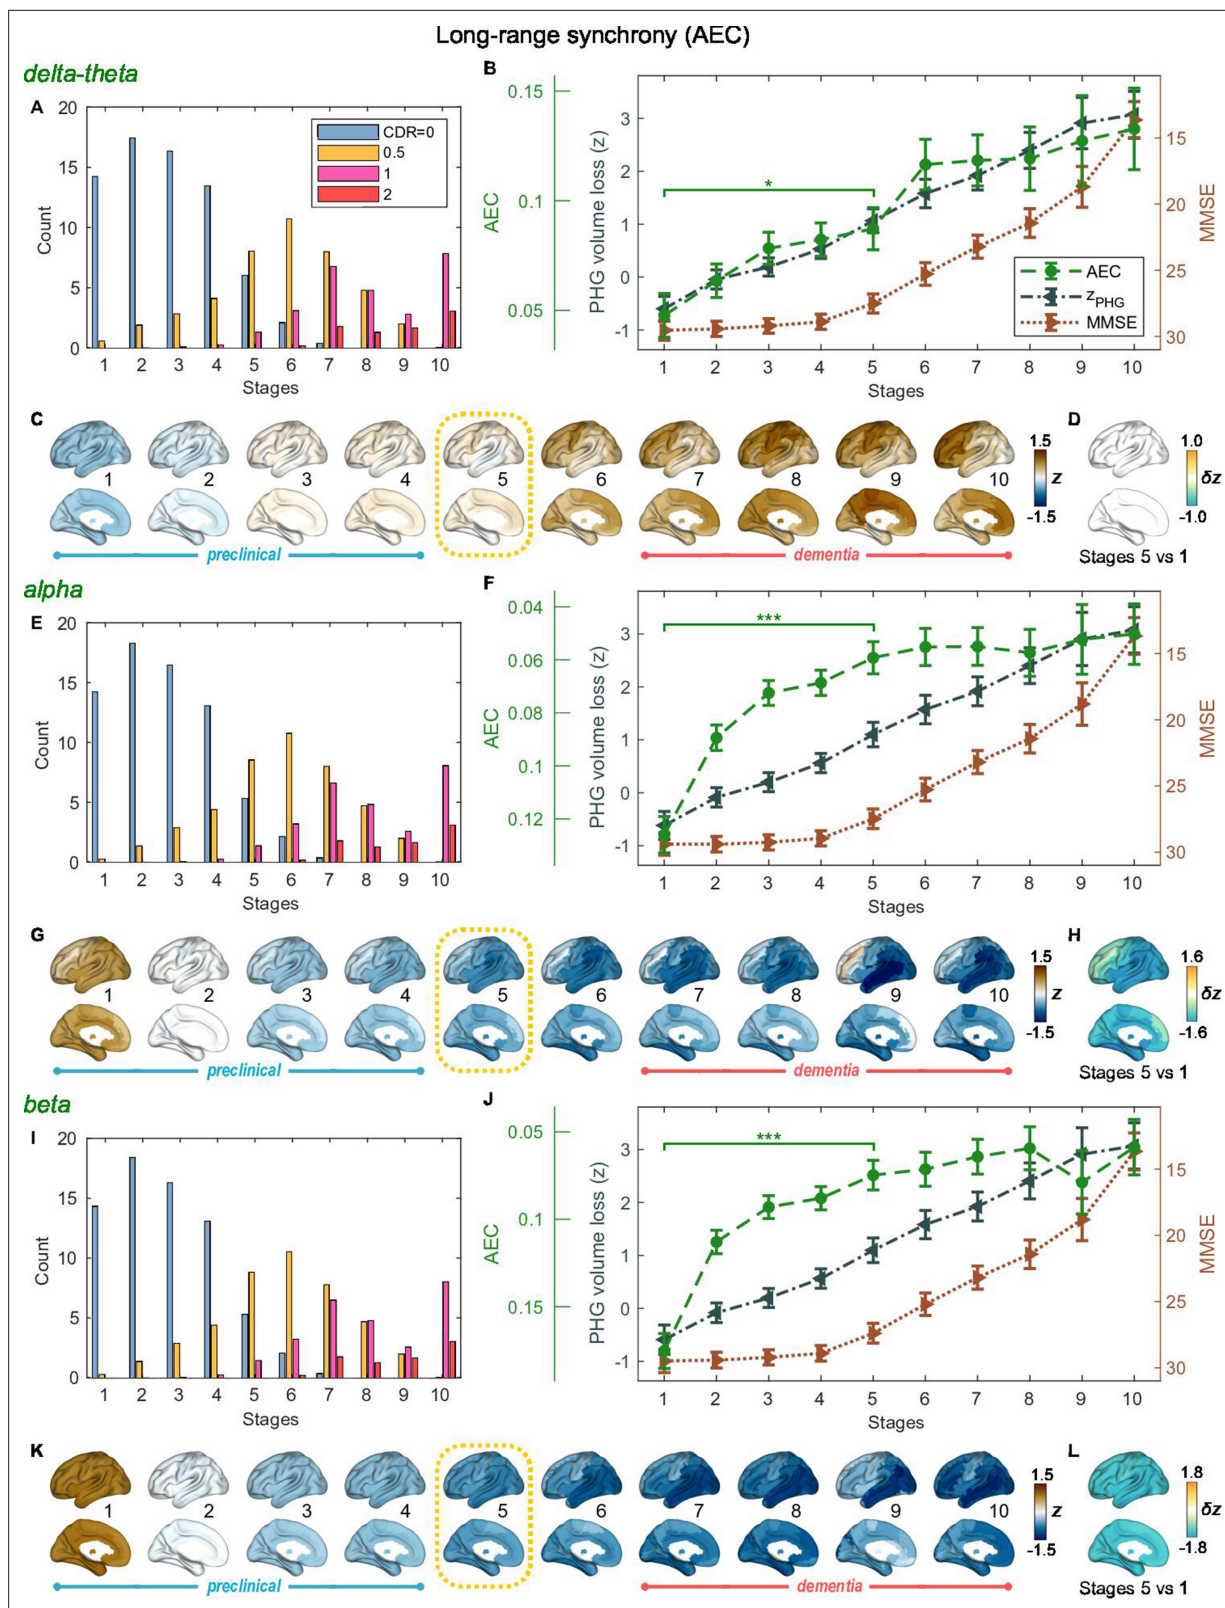 Long-range synchrony (AEC)
delta-theta
A
20
15
10
5
0
Count
1 2 3 4 5 6 7 8 9 10
Stages
CDR=0
0.5
1
2
B
0.15
0.1
0.05
AEC
3
2
1
0
-1
PHG volume loss (z)
*
1 2 3 4 5 6 7 8 9 10
Stages
AEC
zPHG
MMSE
15
20
25
30
MMSE
C
1 2 3 4 5 6 7 8 9 10
preclinical
dementia
1.5
z
-1.5
D
1.0
δz
-1.0
Stages 5 vs 1
alpha
E
20
15
10
5
0
Count
1 2 3 4 5 6 7 8 9 10
Stages
F
0.04
0.06
0.08
0.1
0.12
AEC
3
2
1
0
-1
PHG volume loss (z)
***
1 2 3 4 5 6 7 8 9 10
Stages
15
20
25
30
MMSE
G
1 2 3 4 5 6 7 8 9 10
preclinical
dementia
1.5
z
-1.5
H
1.6
δz
-1.6
Stages 5 vs 1
beta
I
20
15
10
5
0
Count
1 2 3 4 5 6 7 8 9 10
Stages
J
0.05
0.1
0.15
AEC
3
2
1
0
-1
PHG volume loss (z)
***
1 2 3 4 5 6 7 8 9 10
Stages
15
20
25
30
MMSE
K
1 2 3 4 5 6 7 8 9 10
preclinical
dementia
1.5
z
-1.5
L
1.8
δz
-1.8
Stages 5 vs 1